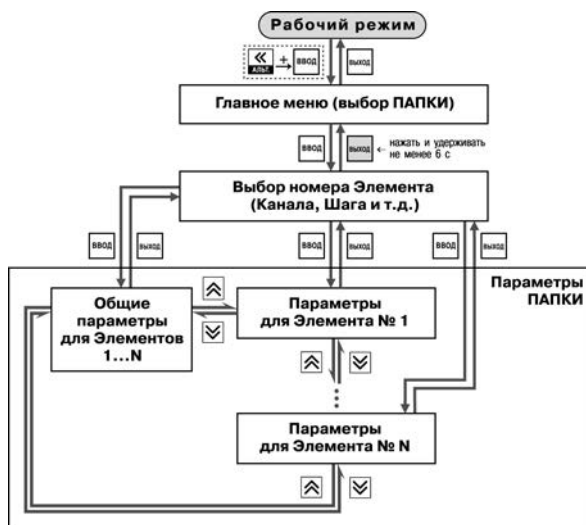 Рабочий режим
«
АЛЬТ.
+
ВВОД
ВЫХОД
Главное меню (выбор ПАПКИ)
ВВОД
ВЫХОД
нажать и удерживать
не менее 6 с
Выбор номера Элемента
(Канала, Шага и т.д.)
ВВОД
ВЫХОД
ВВОД
ВЫХОД
ВВОД
ВЫХОД
Параметры
ПАПКИ
Общие
параметры
для Элементов
1...N
Параметры
для Элемента № 1
Параметры
для Элемента № N